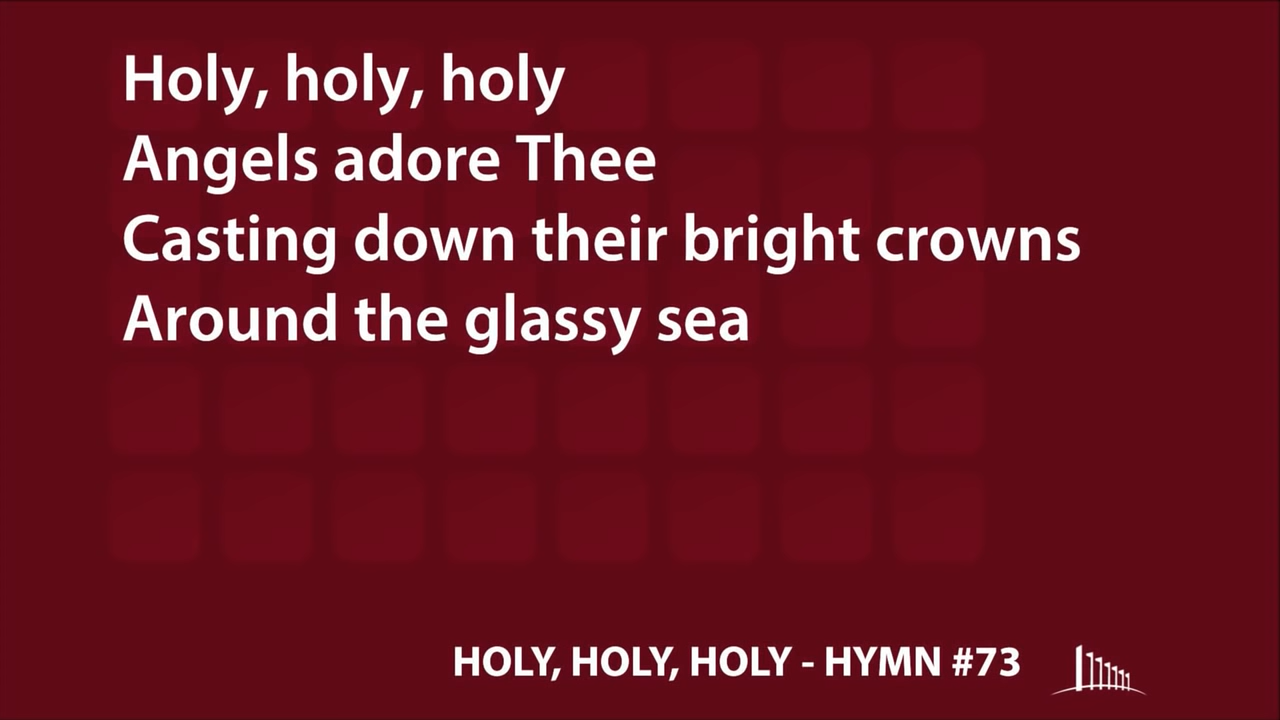 Holy, holy, holy
Angels adore Thee
Casting down their bright crowns
Around the glassy sea
HOLY, HOLY, HOLY - HYMN #73